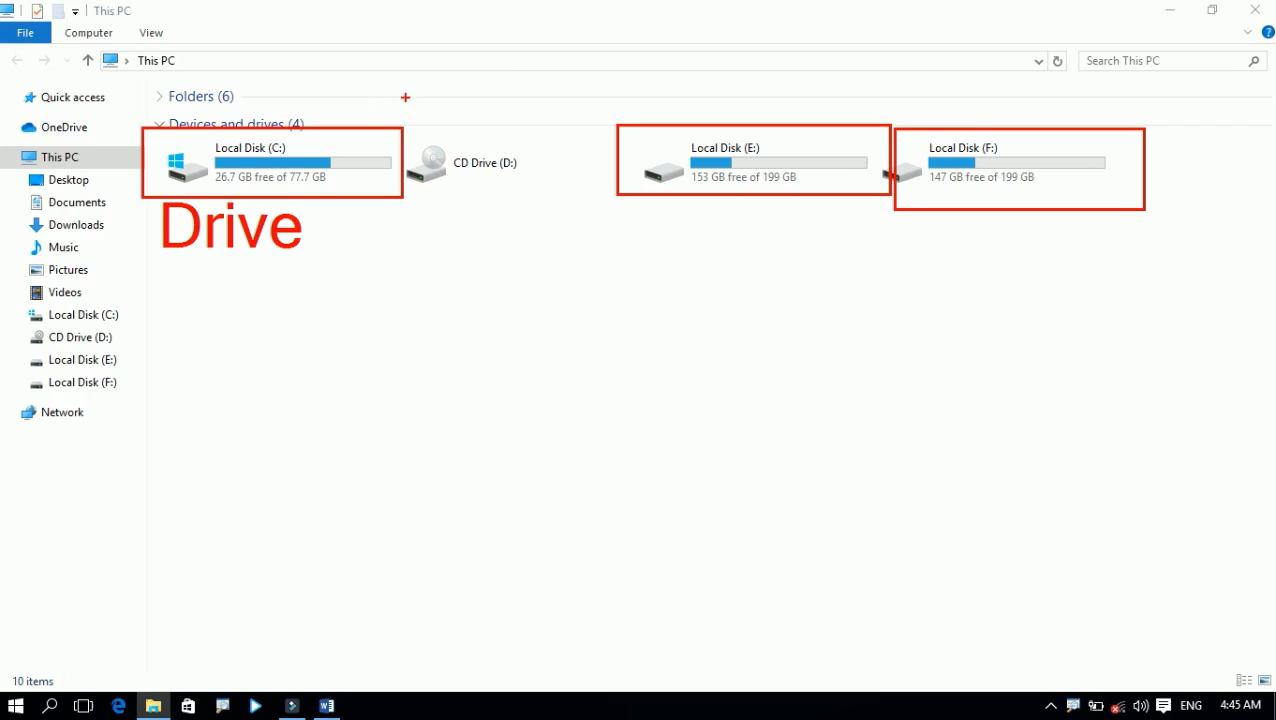 This PC
File Computer View
This PC
Search This PC
Quick access
OneDrive
This PC
Desktop
Documents
Downloads
Music
Pictures
Videos
Local Disk (C:)
CD Drive (D:)
Local Disk (E:)
Local Disk (F:)
Network
Folders (6)
Devices and drives (4)
Local Disk (C:)
26.7 GB free of 77.7 GB
CD Drive (D:)
Local Disk (E:)
153 GB free of 199 GB
Local Disk (F:)
147 GB free of 199 GB
Drive
10 items
ENG 4:45 AM